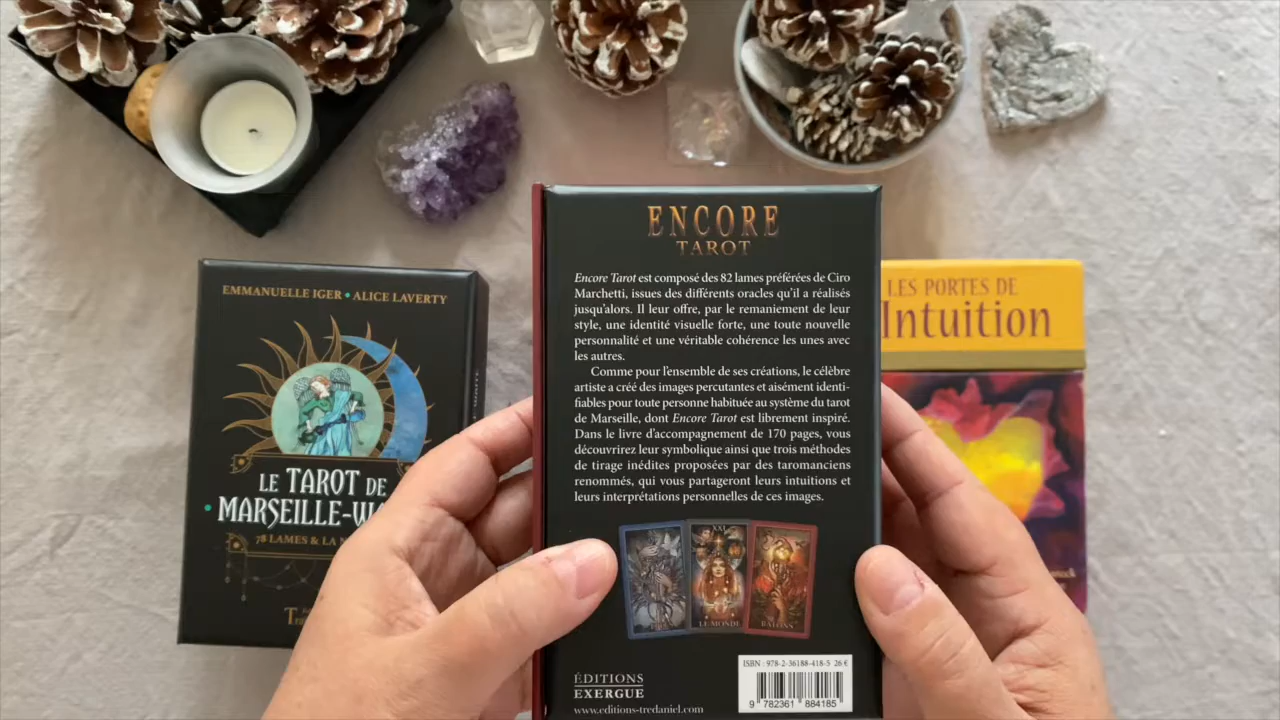 ENCORE
TAROT
Encore Tarot est composé des 82 lames préférées de Ciro
Marchetti, issues des différents oracles qu'il a réalisés
jusqu'alors. Il leur offre, par le remaniement de leur
style, une identité visuelle forte, une toute nouvelle
personnalité et une véritable cohérence les unes avec
les autres.
Comme pour l'ensemble de ses créations, le célèbre
artiste a créé des images percutantes et aisément identi-
fiables pour toute personne habituée au système du tarot
de Marseille, dont Encore Tarot est librement inspiré.
Dans le livre d'accompagnement de 170 pages, vous
découvrirez leur symbolique ainsi que trois méthodes
de tirage inédites proposées par des taromanciens
renommés, qui vous partageront leurs intuitions et
leurs interprétations personnelles de ces images.
XXI
LE MONDE
BATONS
ISBN : 978-2-36188-418-5 26 €
9 782361 884185
ÉDITIONS
EXERGUE
www.editions-tredaniel.com
EMMANUELLE IGER • ALICE LAVERTY
LE TAROT DE
MARSEILLE-W
78 LAMES & LA
LES PORTES DE
Intuition